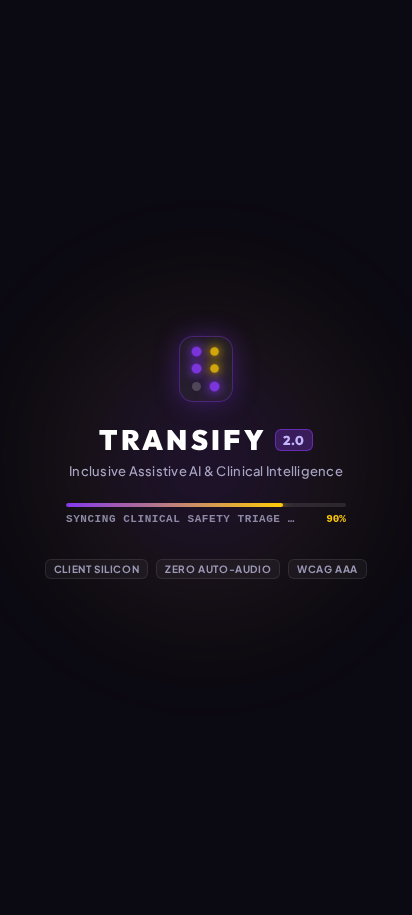 TRANSIFY 2.0
Inclusive Assistive AI & Clinical Intelligence
SYNCING CLINICAL SAFETY TRIAGE … 90%
CLIENT SILICON ZERO AUTO-AUDIO WCAG AAA